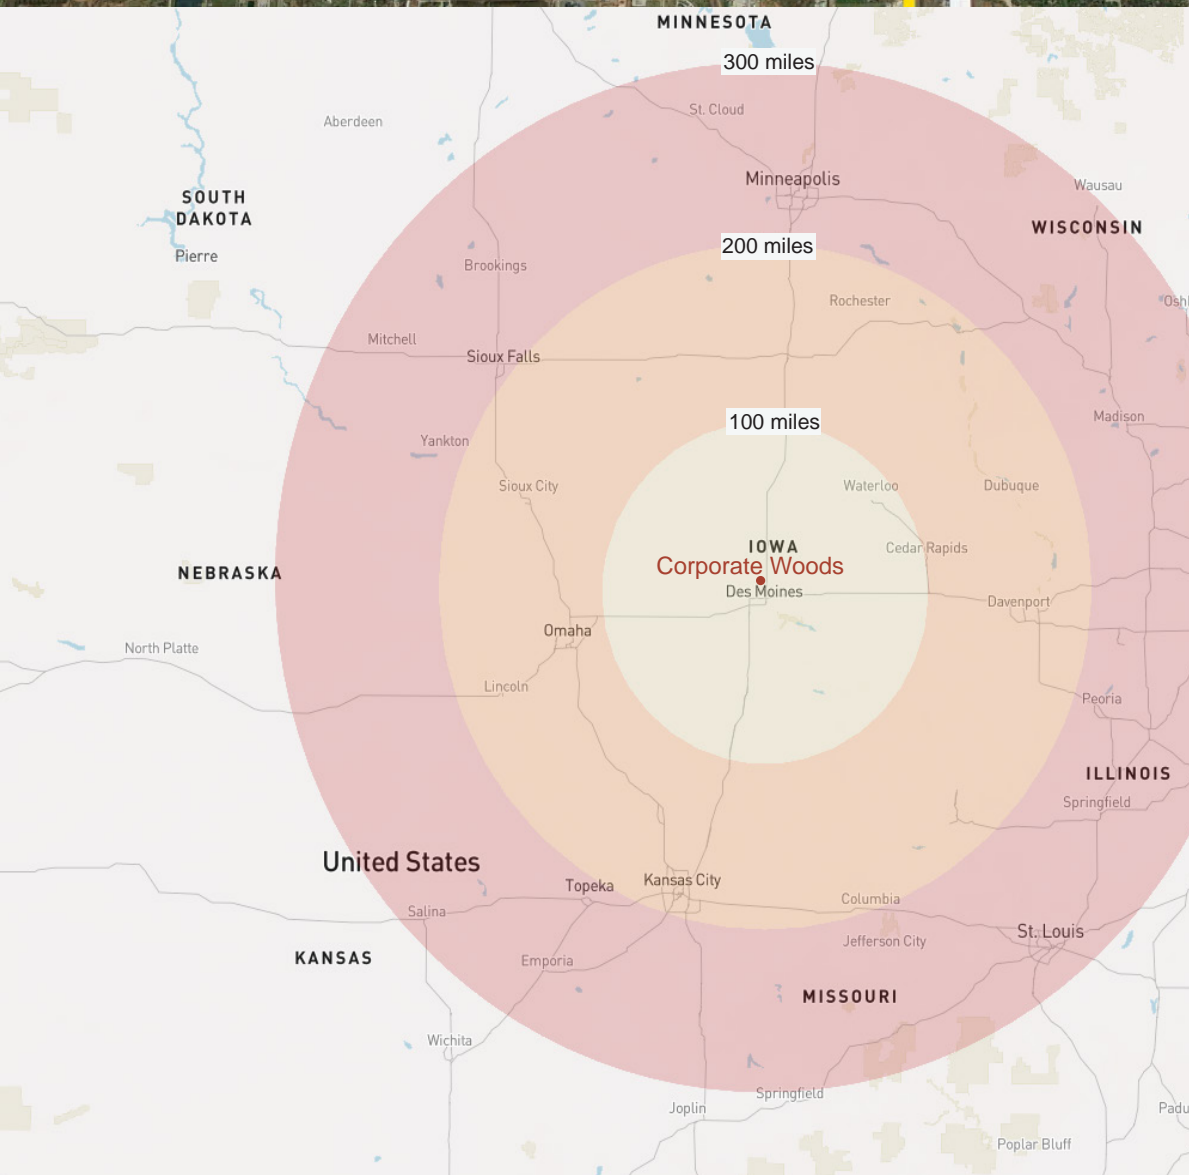 MINNESOTA
300 miles
St. Cloud
Aberdeen
Minneapolis
Wausau
SOUTH
DAKOTA
WISCONSIN
200 miles
Pierre
Brookings
Rochester
Mitchell
Sioux Falls
100 miles
Madison
Yankton
Sioux City
Waterloo
Dubuque
IOWA
Cedar Rapids
Corporate Woods
NEBRASKA
Des Moines
Davenport
Omaha
North Platte
Lincoln
Peoria
ILLINOIS
Springfield
United States
Topeka
Kansas City
Columbia
Salina
St. Louis
Jefferson City
KANSAS
Emporia
MISSOURI
Wichita
Springfield
Joplin
Poplar Bluff